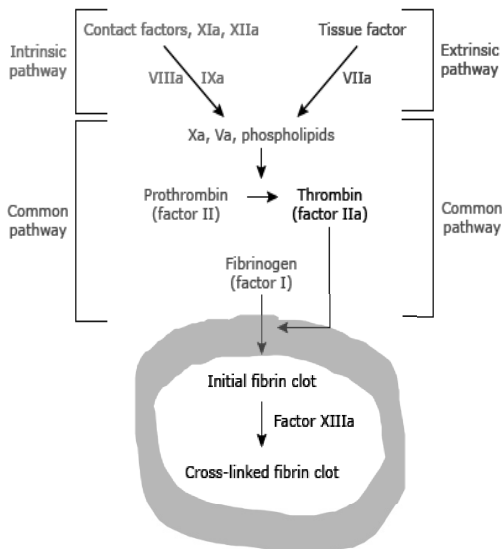 Contact factors, XIa, XIIa
Tissue factor
Intrinsic
pathway
Extrinsic
pathway
VIIIa
IXa
VIIa
Xa, Va, phospholipids
Prothrombin
(factor II)
Thrombin
(factor IIa)
Common
pathway
Common
pathway
Fibrinogen
(factor I)
Initial fibrin clot
Factor XIIIa
Cross-linked fibrin clot